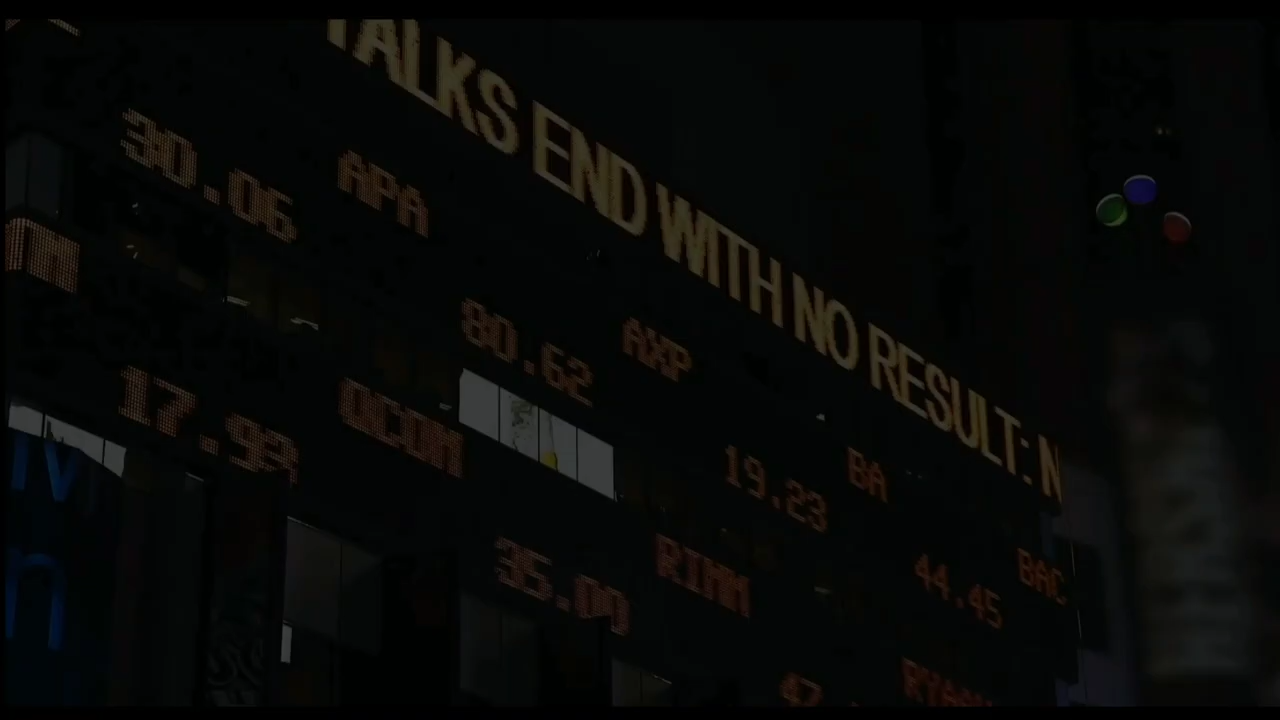 TALKS END WITH NO RESULT: N
30.06 APA
80.62 AXP
19.23 BA
44.45 BAC
17.93 QCOM
35.00 RIMM
47